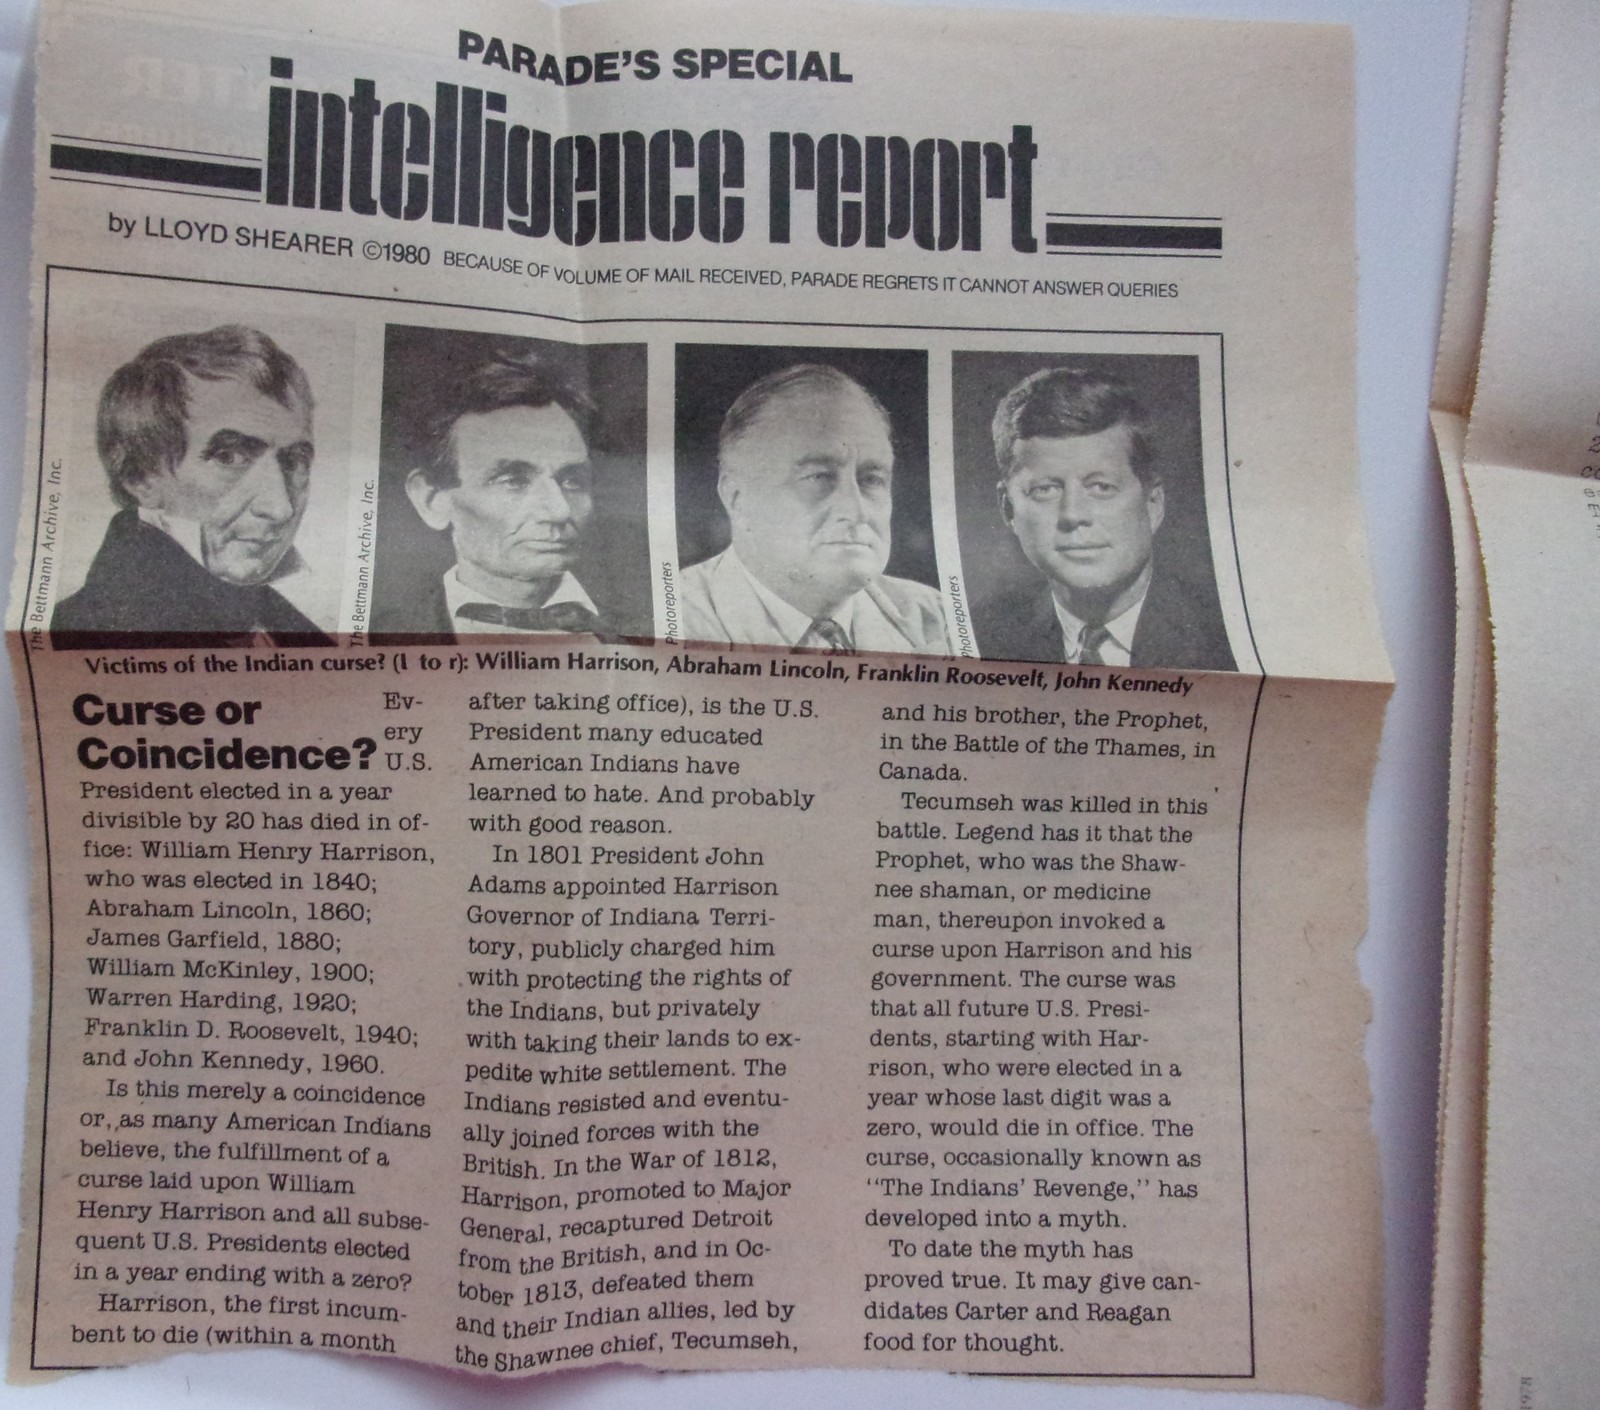 PARADE'S SPECIAL
intelligence report
by LLOYD SHEARER ©1980 BECAUSE OF VOLUME OF MAIL RECEIVED, PARADE REGRETS IT CANNOT ANSWER QUERIES
The Bettmann Archive, Inc.
The Bettmann Archive, Inc.
Photoreporters
Photoreporters
Victims of the Indian curse? (l to r): William Harrison, Abraham Lincoln, Franklin Roosevelt, John Kennedy
Curse or
Coincidence?
Ev-
ery
U.S.
President elected in a year
divisible by 20 has died in of-
fice: William Henry Harrison,
who was elected in 1840;
Abraham Lincoln, 1860;
James Garfield, 1880;
William McKinley, 1900;
Warren Harding, 1920;
Franklin D. Roosevelt, 1940;
and John Kennedy, 1960.
Is this merely a coincidence
or, as many American Indians
believe, the fulfillment of a
curse laid upon William
Henry Harrison and all subse-
quent U.S. Presidents elected
in a year ending with a zero?
Harrison, the first incum-
bent to die (within a month
after taking office), is the U.S.
President many educated
American Indians have
learned to hate. And probably
with good reason.
In 1801 President John
Adams appointed Harrison
Governor of Indiana Terri-
tory, publicly charged him
with protecting the rights of
the Indians, but privately
with taking their lands to ex-
pedite white settlement. The
Indians resisted and eventu-
ally joined forces with the
British. In the War of 1812,
Harrison, promoted to Major
General, recaptured Detroit
from the British, and in Oc-
tober 1813, defeated them
and their Indian allies, led by
the Shawnee chief, Tecumseh,
and his brother, the Prophet,
in the Battle of the Thames, in
Canada.
Tecumseh was killed in this
battle. Legend has it that the
Prophet, who was the Shaw-
nee shaman, or medicine
man, thereupon invoked a
curse upon Harrison and his
government. The curse was
that all future U.S. Presi-
dents, starting with Har-
rison, who were elected in a
year whose last digit was a
zero, would die in office. The
curse, occasionally known as
"The Indians' Revenge," has
developed into a myth.
To date the myth has
proved true. It may give can-
didates Carter and Reagan
food for thought.
1978